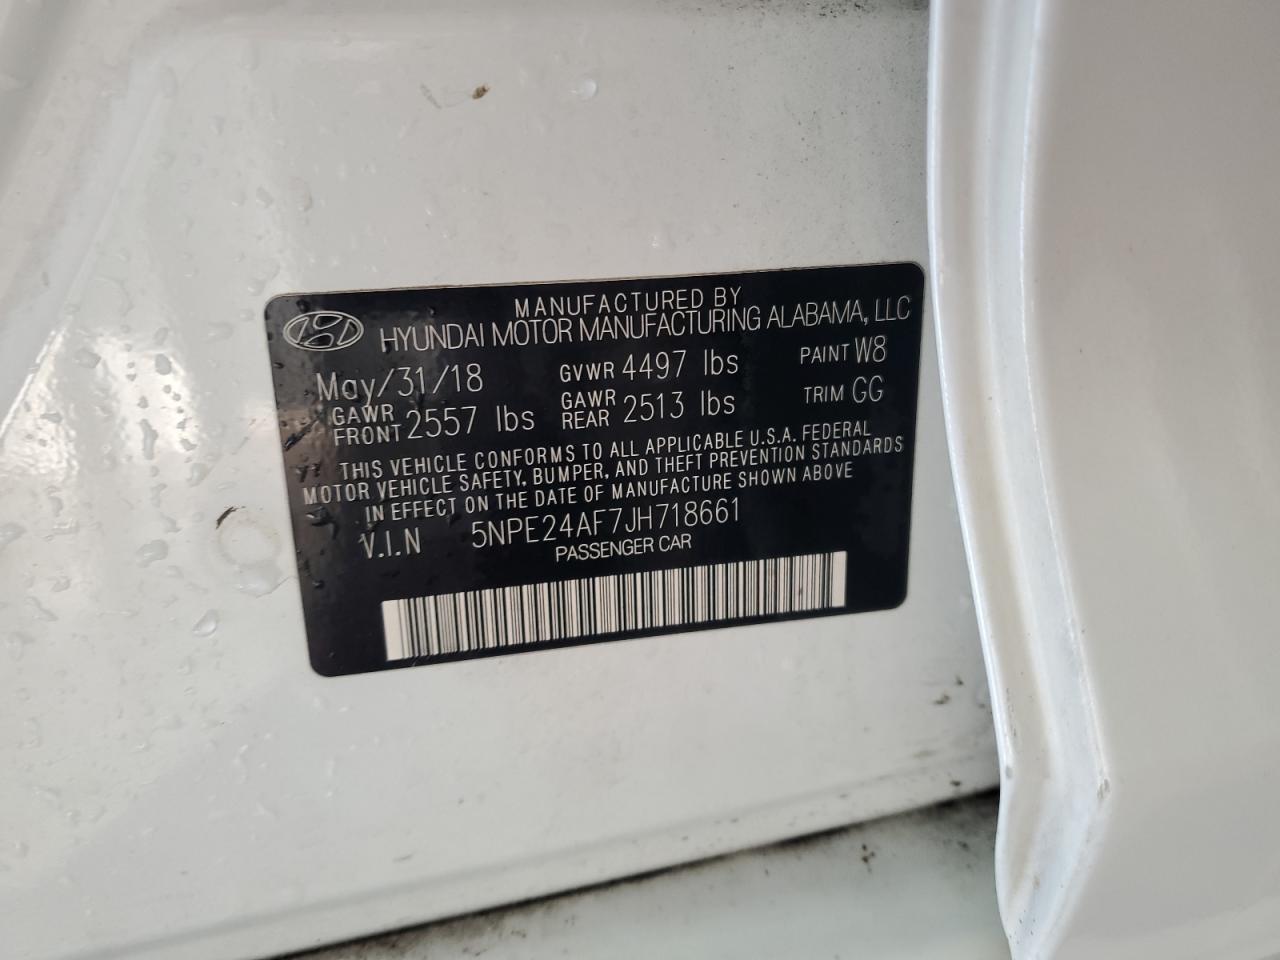 MANUFACTURED BY
HYUNDAI MOTOR MANUFACTURING ALABAMA, LLC
May/31/18 GVWR 4497 lbs PAINT W8
GAWR FRONT 2557 lbs GAWR REAR 2513 lbs TRIM GG
THIS VEHICLE CONFORMS TO ALL APPLICABLE U.S.A. FEDERAL
MOTOR VEHICLE SAFETY, BUMPER, AND THEFT PREVENTION STANDARDS
IN EFFECT ON THE DATE OF MANUFACTURE SHOWN ABOVE
V.I.N 5NPE24AF7JH718661
PASSENGER CAR